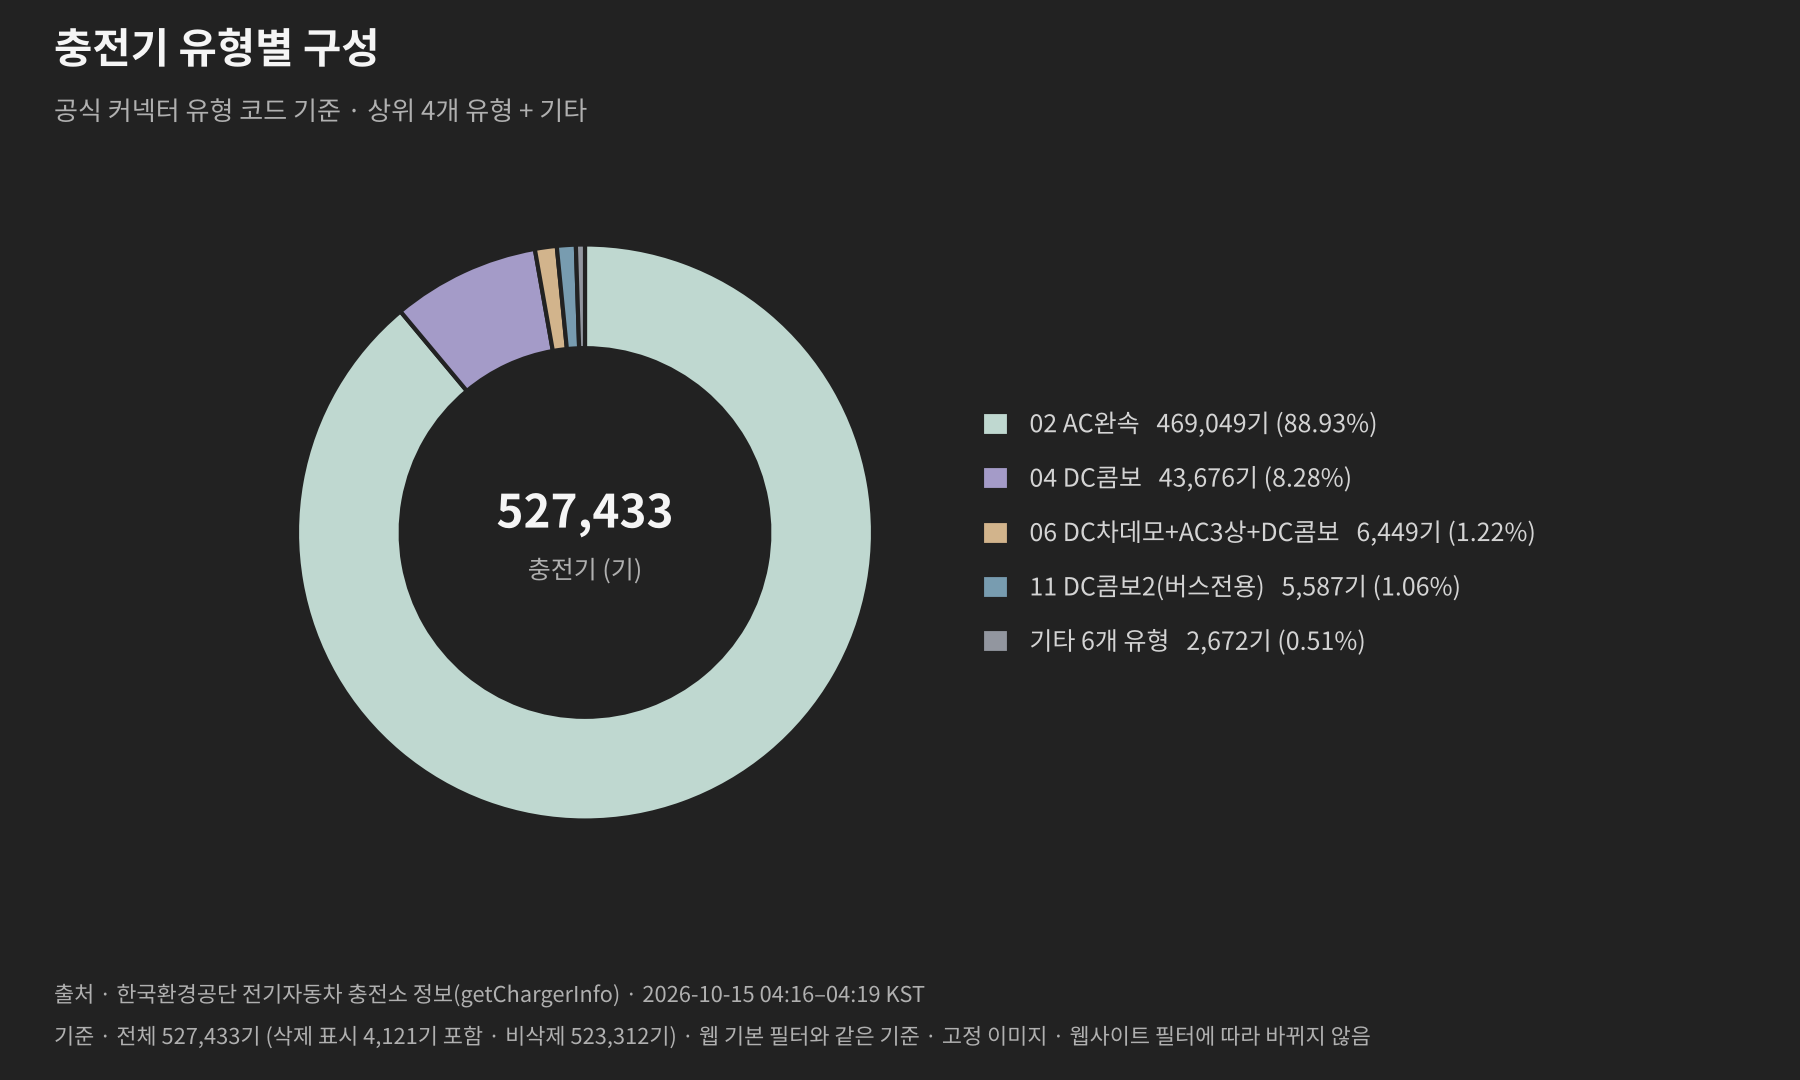 충전기 유형별 구성
공식 커넥터 유형 코드 기준 · 상위 4개 유형 + 기타
527,433
충전기 (기)
02 AC완속 469,049기 (88.93%)
04 DC콤보 43,676기 (8.28%)
06 DC차데모+AC3상+DC콤보 6,449기 (1.22%)
11 DC콤보2(버스전용) 5,587기 (1.06%)
기타 6개 유형 2,672기 (0.51%)
출처 · 한국환경공단 전기자동차 충전소 정보(getChargerInfo) · 2026-10-15 04:16–04:19 KST
기준 · 전체 527,433기 (삭제 표시 4,121기 포함 · 비삭제 523,312기) · 웹 기본 필터와 같은 기준 · 고정 이미지 · 웹사이트 필터에 따라 바뀌지 않음